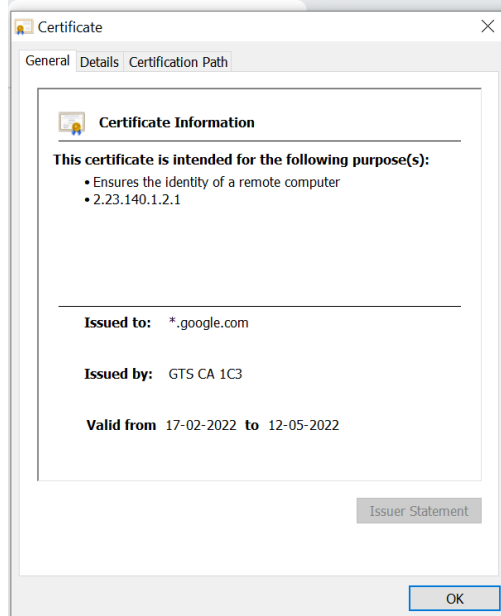 Certificate
General Details Certification Path
Certificate Information
This certificate is intended for the following purpose(s):
• Ensures the identity of a remote computer
• 2.23.140.1.2.1
Issued to: *.google.com
Issued by: GTS CA 1C3
Valid from 17-02-2022 to 12-05-2022
Issuer Statement
OK